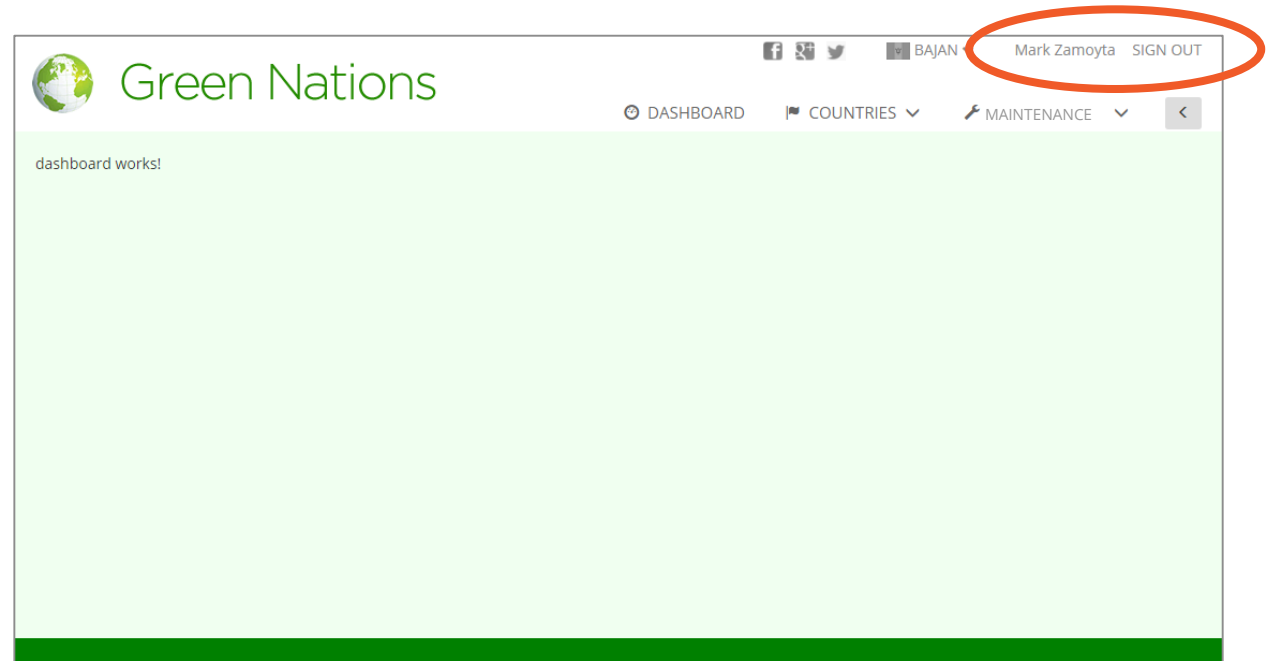 BAJAN Mark Zamoyta SIGN OUT
Green Nations
DASHBOARD COUNTRIES MAINTENANCE
dashboard works!